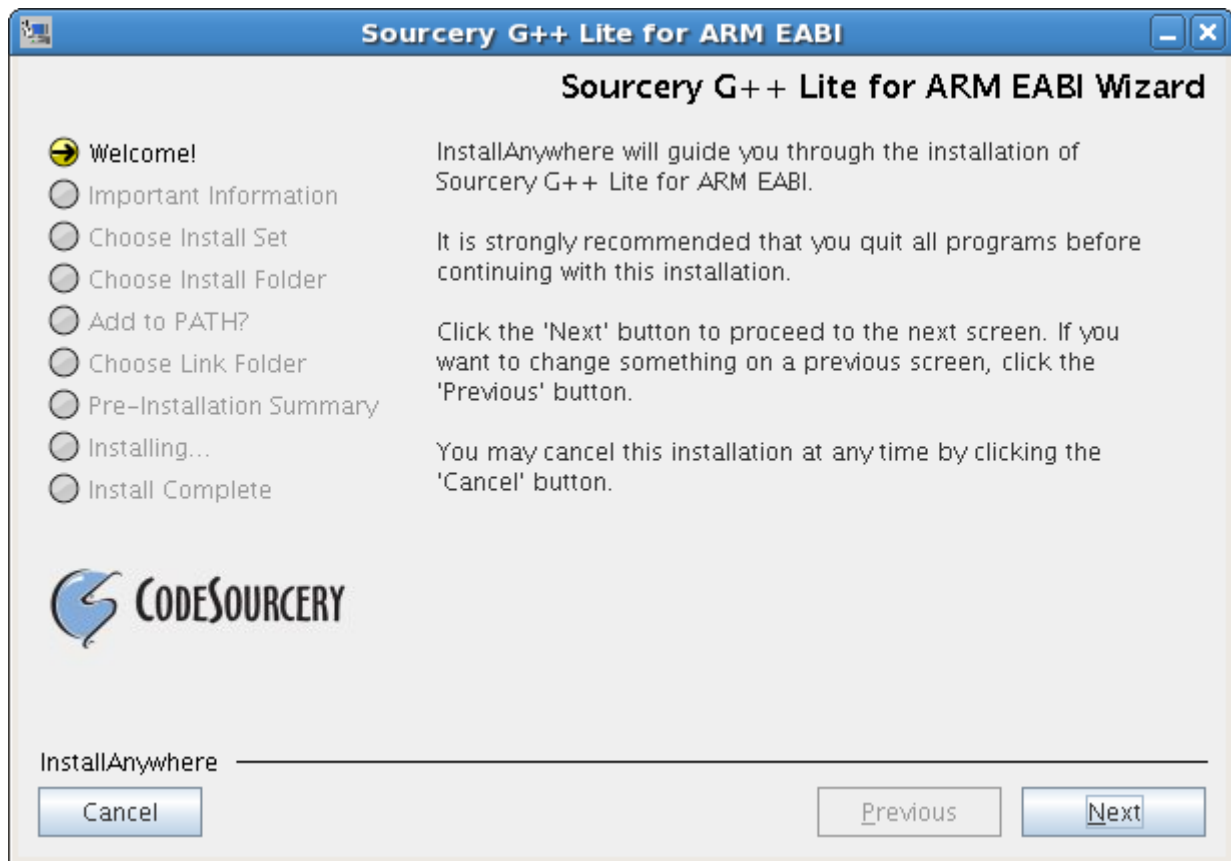 Sourcery G++ Lite for ARM EABI
Sourcery G++ Lite for ARM EABI Wizard
Welcome!
Important Information
Choose Install Set
Choose Install Folder
Add to PATH?
Choose Link Folder
Pre-Installation Summary
Installing...
Install Complete
InstallAnywhere will guide you through the installation of
Sourcery G++ Lite for ARM EABI.
It is strongly recommended that you quit all programs before
continuing with this installation.
Click the 'Next' button to proceed to the next screen. If you
want to change something on a previous screen, click the
'Previous' button.
You may cancel this installation at any time by clicking the
'Cancel' button.
CODESOURCERY
InstallAnywhere
Cancel
Previous
Next